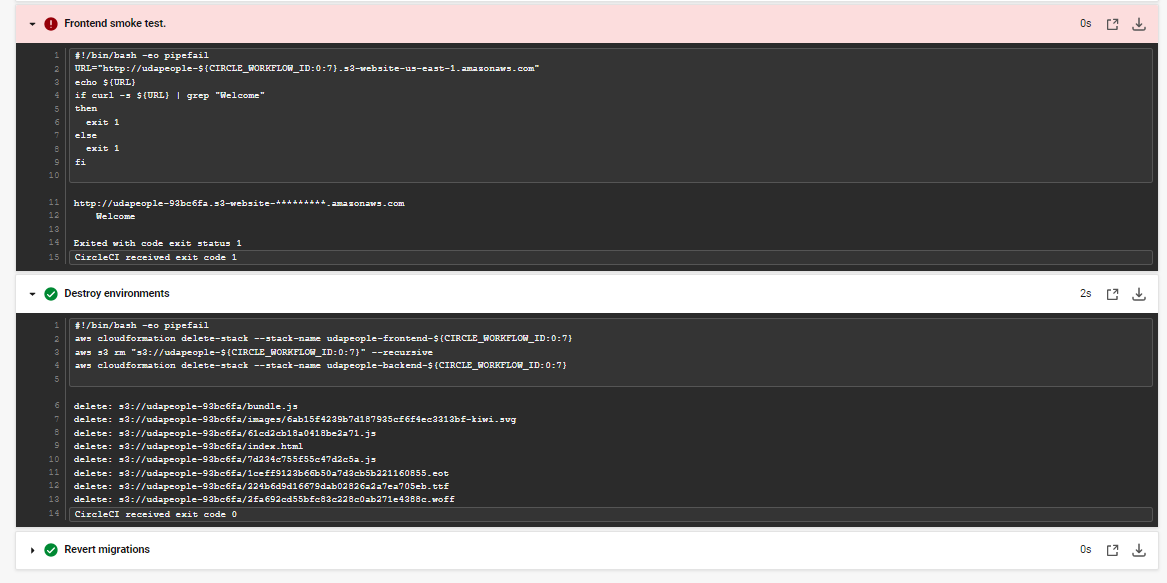 Frontend smoke test.
0s
1 #!/bin/bash -eo pipefail
2 URL="http://udapeople-${CIRCLE_WORKFLOW_ID:0:7}.s3-website-us-east-1.amazonaws.com"
3 echo ${URL}
4 if curl -s ${URL} | grep "Welcome"
5 then
6 exit 1
7 else
8 exit 1
9 fi
10
11 http://udapeople-93bc6fa.s3-website-*********.amazonaws.com
12 Welcome
13
14 Exited with code exit status 1
15 CircleCI received exit code 1
Destroy environments
2s
1 #!/bin/bash -eo pipefail
2 aws cloudformation delete-stack --stack-name udapeople-frontend-${CIRCLE_WORKFLOW_ID:0:7}
3 aws s3 rm "s3://udapeople-${CIRCLE_WORKFLOW_ID:0:7}" --recursive
4 aws cloudformation delete-stack --stack-name udapeople-backend-${CIRCLE_WORKFLOW_ID:0:7}
5
6 delete: s3://udapeople-93bc6fa/bundle.js
7 delete: s3://udapeople-93bc6fa/images/6ab15f4239b7d187935cf6f4ec3313bf-kiwi.svg
8 delete: s3://udapeople-93bc6fa/61cd2cb18a0418be2a71.js
9 delete: s3://udapeople-93bc6fa/index.html
10 delete: s3://udapeople-93bc6fa/7d234c755f55c47d2c5a.js
11 delete: s3://udapeople-93bc6fa/1ceff9123b66b50a7d3cb5b221160855.eot
12 delete: s3://udapeople-93bc6fa/224b6d9d16679dab02826a2a7ea705eb.ttf
13 delete: s3://udapeople-93bc6fa/2fa692cd55bfc83c228c0ab271e4388c.woff
14 CircleCI received exit code 0
Revert migrations
0s